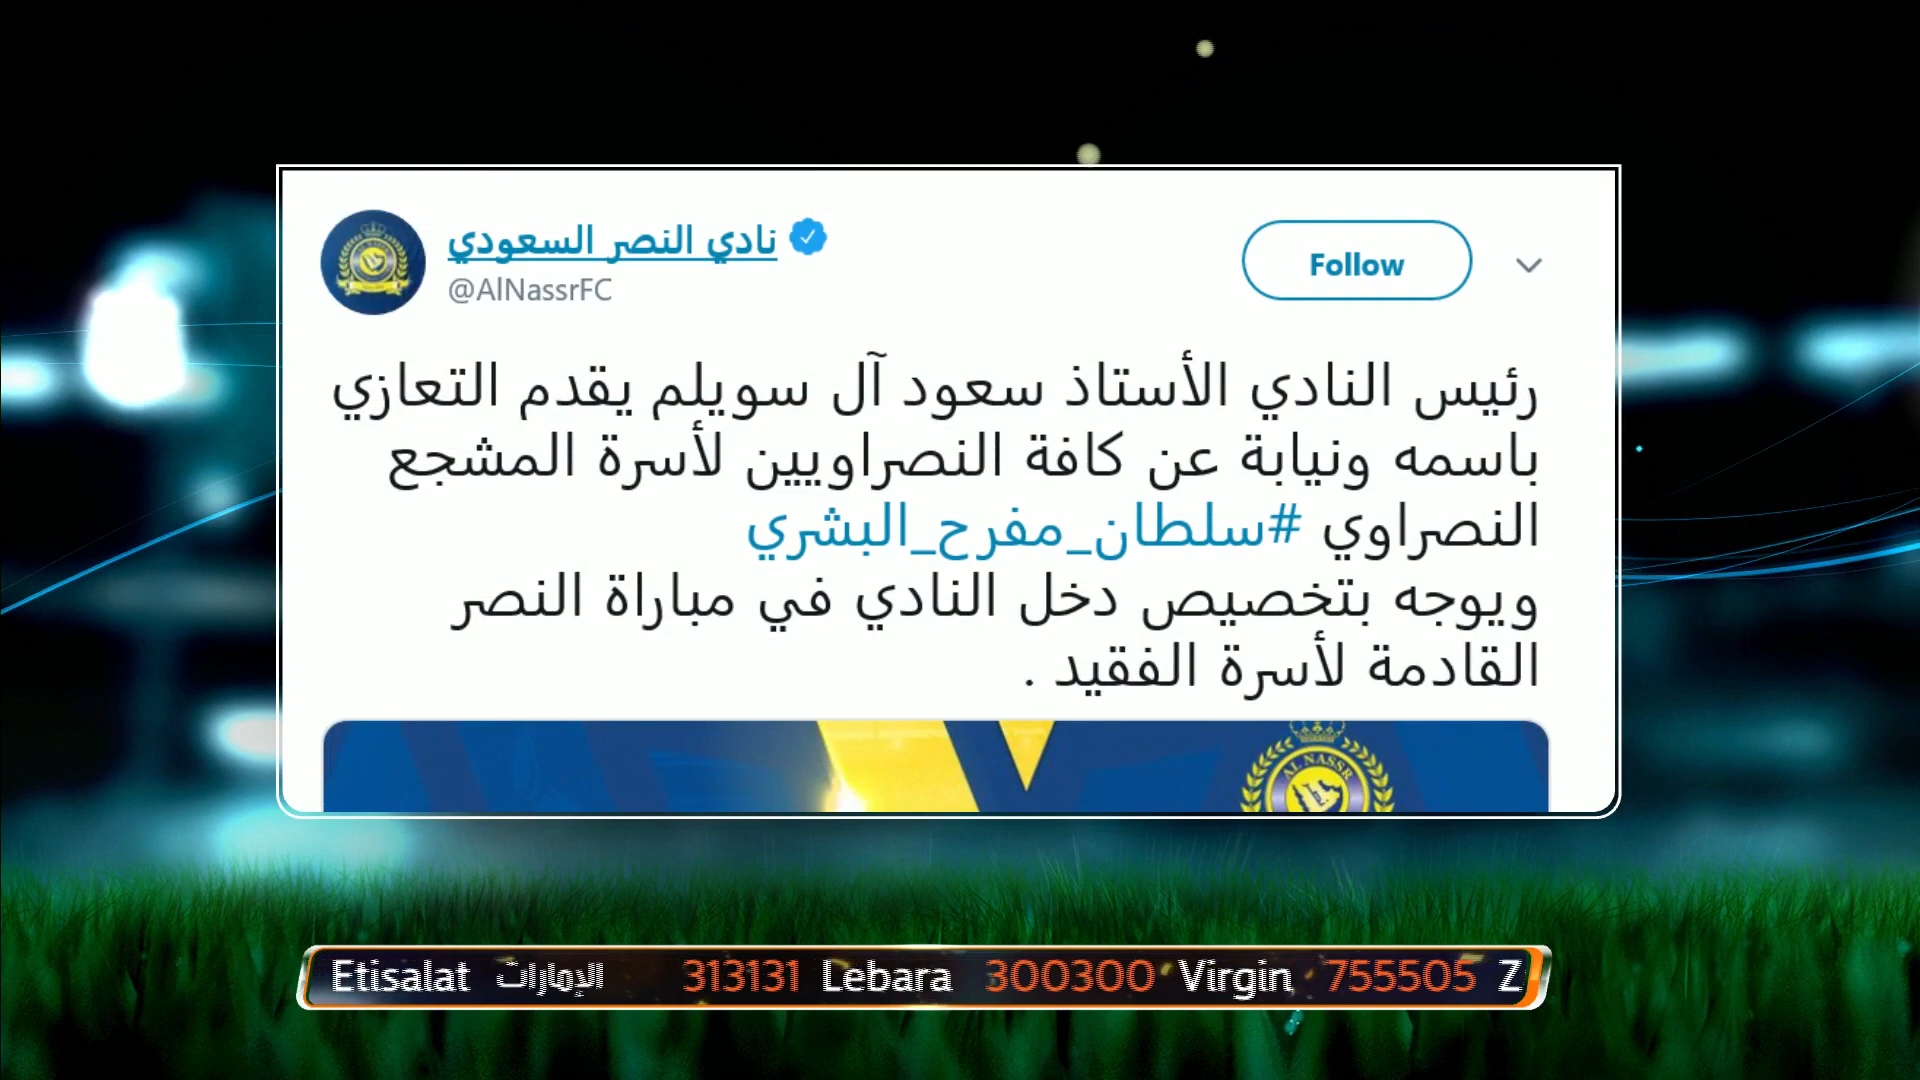 نادي النصر السعودي
@AlNassrFC
Follow
رئيس النادي الأستاذ سعود آل سويلم يقدم التعازي
باسمه ونيابة عن كافة النصراويين لأسرة المشجع
النصراوي #سلطان_مفرح_البشري
ويوجه بتخصيص دخل النادي في مباراة النصر
القادمة لأسرة الفقيد .
AL NASSR
Etisalat الإمارات 313131 Lebara 300300 Virgin 755505 Z